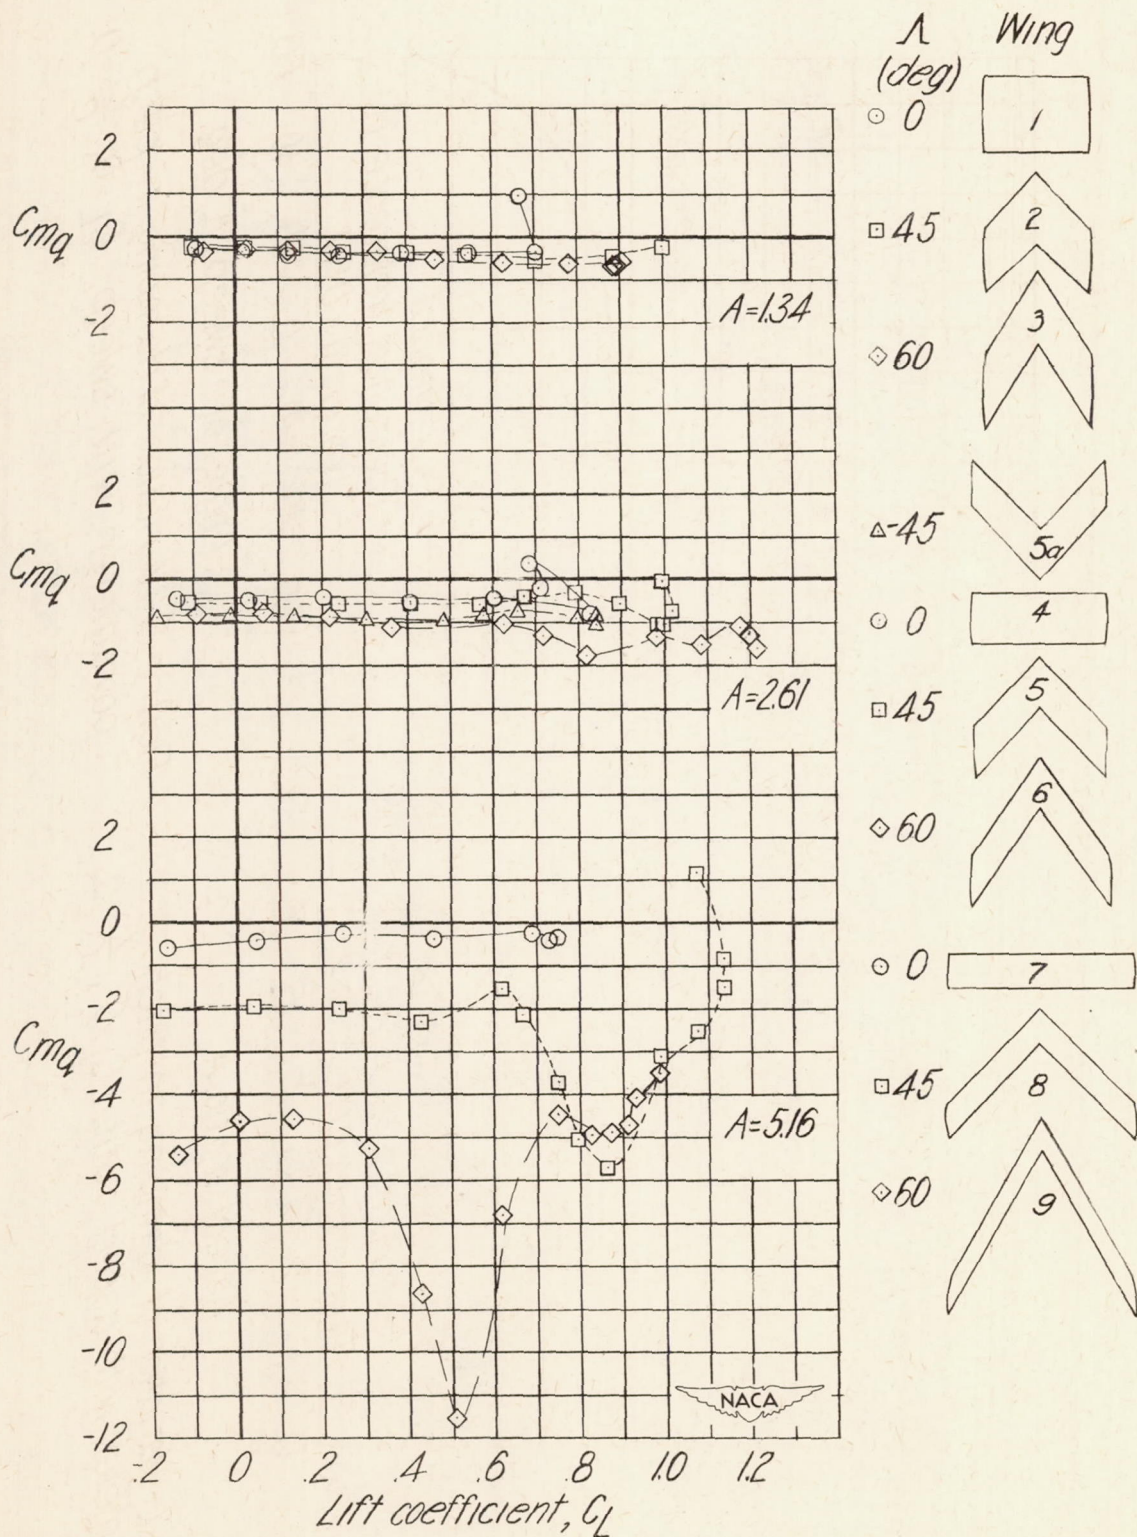 Λ Wing
(deg)
0 1
2
Cmq 0
45 2
-2
A=1.34
3
60
2
-45 5a
Cmq 0
0 4
-2
A=2.61
45 5
60 6
2
0
0 7
-2
Cmq
45 8
-4
A=5.16
-6
60 9
-8
-10
NACA
-12
-.2 0 .2 .4 .6 .8 1.0 1.2
Lift coefficient, CL